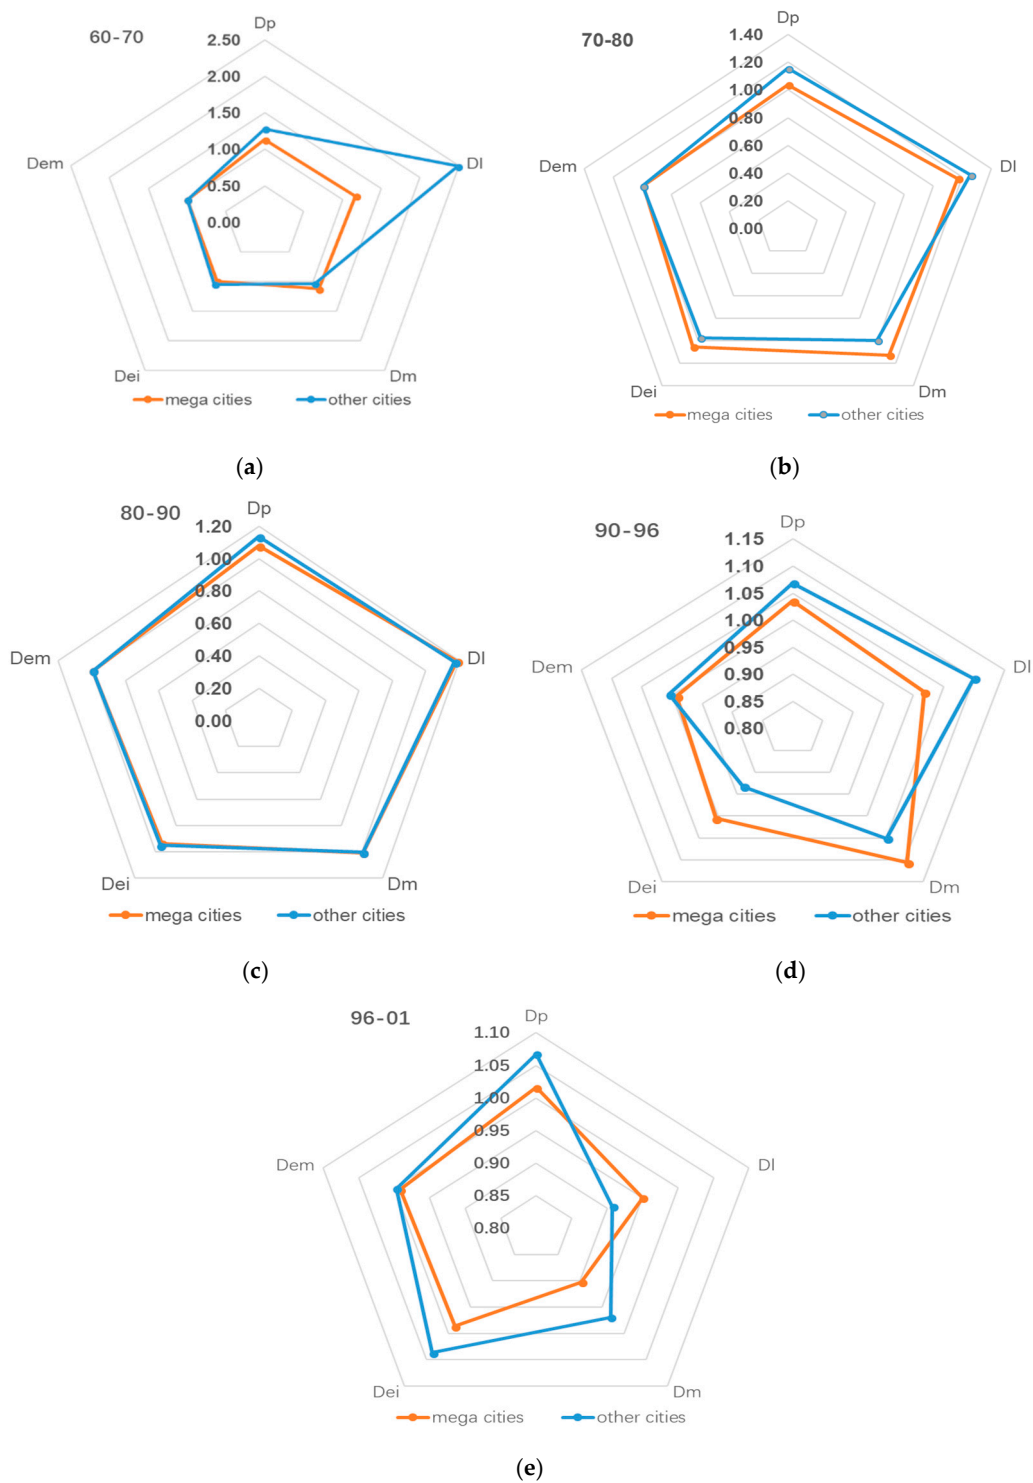 60-70
Dp
2.50
2.00
1.50
1.00
0.50
0.00
Dem
Dl
Dei
Dm
mega cities
other cities
(a)
70-80
Dp
1.40
1.20
1.00
0.80
0.60
0.40
0.20
0.00
Dem
Dl
Dei
Dm
mega cities
other cities
(b)
80-90
Dp
1.20
1.00
0.80
0.60
0.40
0.20
0.00
Dem
Dl
Dei
Dm
mega cities
other cities
(c)
90-96
Dp
1.15
1.10
1.05
1.00
0.95
0.90
0.85
0.80
Dem
Dl
Dei
Dm
mega cities
other cities
(d)
96-01
Dp
1.10
1.05
1.00
0.95
0.90
0.85
0.80
Dem
Dl
Dei
Dm
mega cities
other cities
(e)